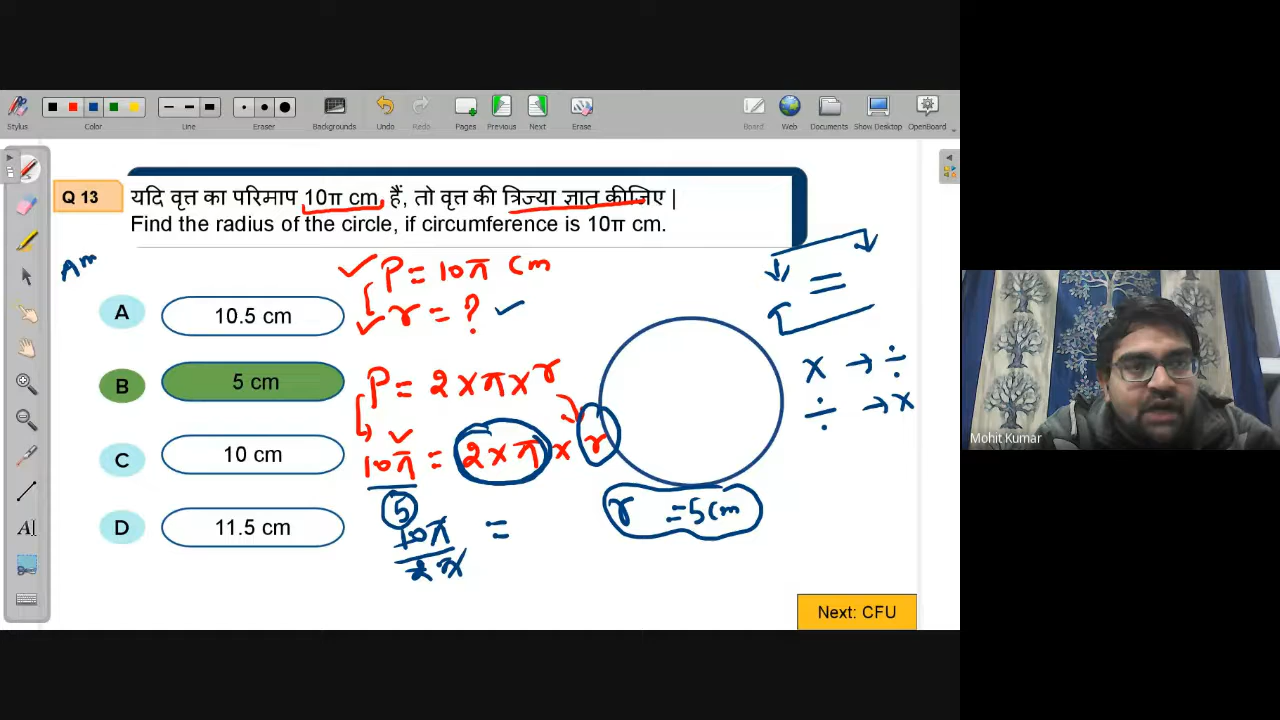 Stylus
Color
Line
Eraser
Backgrounds
Undo
Redo
Pages
Previous
Next
Erase
Board
Web
Documents
Show Desktop
OpenBoard
Q 13
यदि वृत्त का परिमाप 10π cm हैं, तो वृत्त की त्रिज्या ज्ञात कीजिए |
Find the radius of the circle, if circumference is 10π cm.
P = 10π cm
r = ?
A
10.5 cm
B
5 cm
C
10 cm
D
11.5 cm
P = 2 × π × r
10π = 2 × π × r
5
10π
2π
=
r = 5 cm
=
× → ÷
÷ → ×
Mohit Kumar
AI
Next: CFU